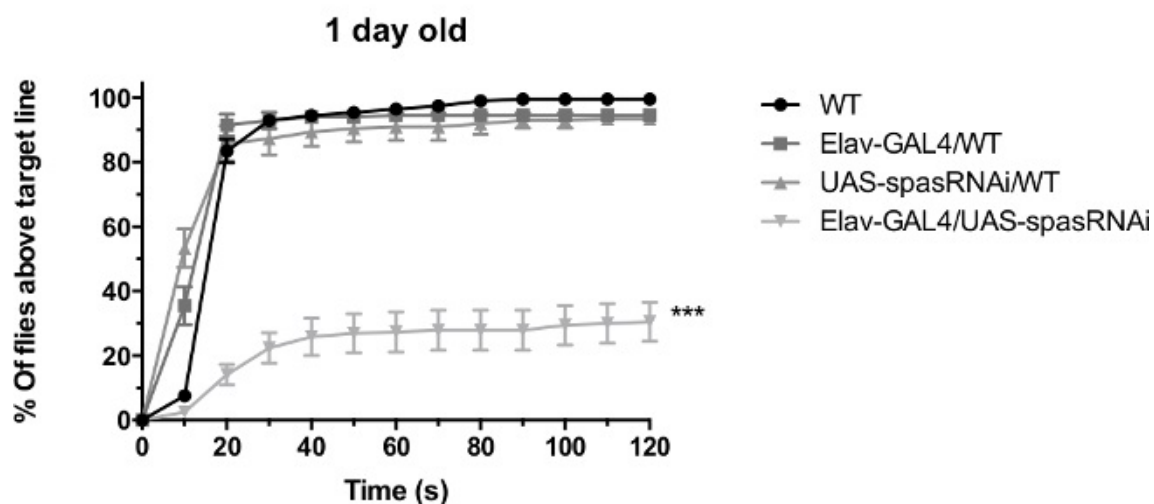 1 day old
% Of flies above target line
100
80
60
40
20
0
0 20 40 60 80 100 120
Time (s)
WT
Elav-GAL4/WT
UAS-spasRNAi/WT
Elav-GAL4/UAS-spasRNAi
***